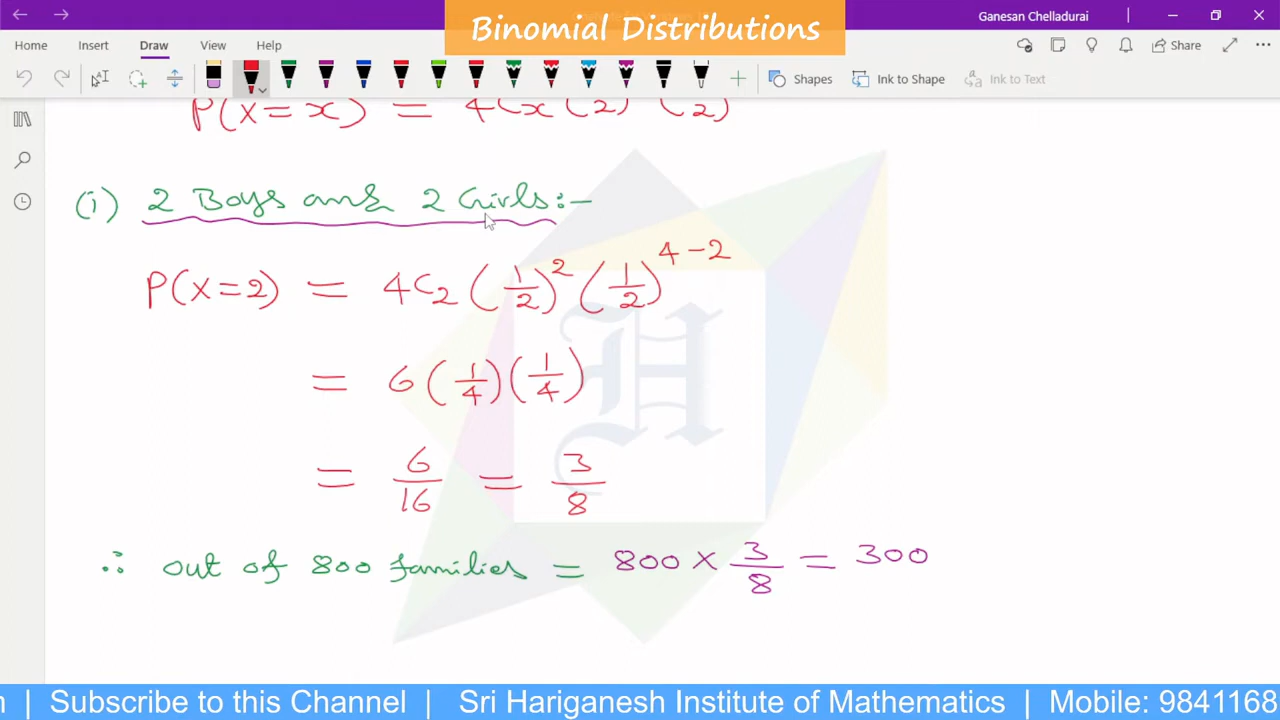 Binomial Distributions
Ganesan Chelladurai
Home Insert Draw View Help
Share
Shapes Ink to Shape Ink to Text
P(X=x) = 4Cx (2) (2)
(i) 2 Boys and 2 Girls:-
P(X=2) = 4C₂ (1/2)² (1/2)⁴⁻²
= 6 (1/4) (1/4)
= 6/16 = 3/8
∴ out of 800 families = 800 × 3/8 = 300
| Subscribe to this Channel | Sri Hariganesh Institute of Mathematics | Mobile: 9841168